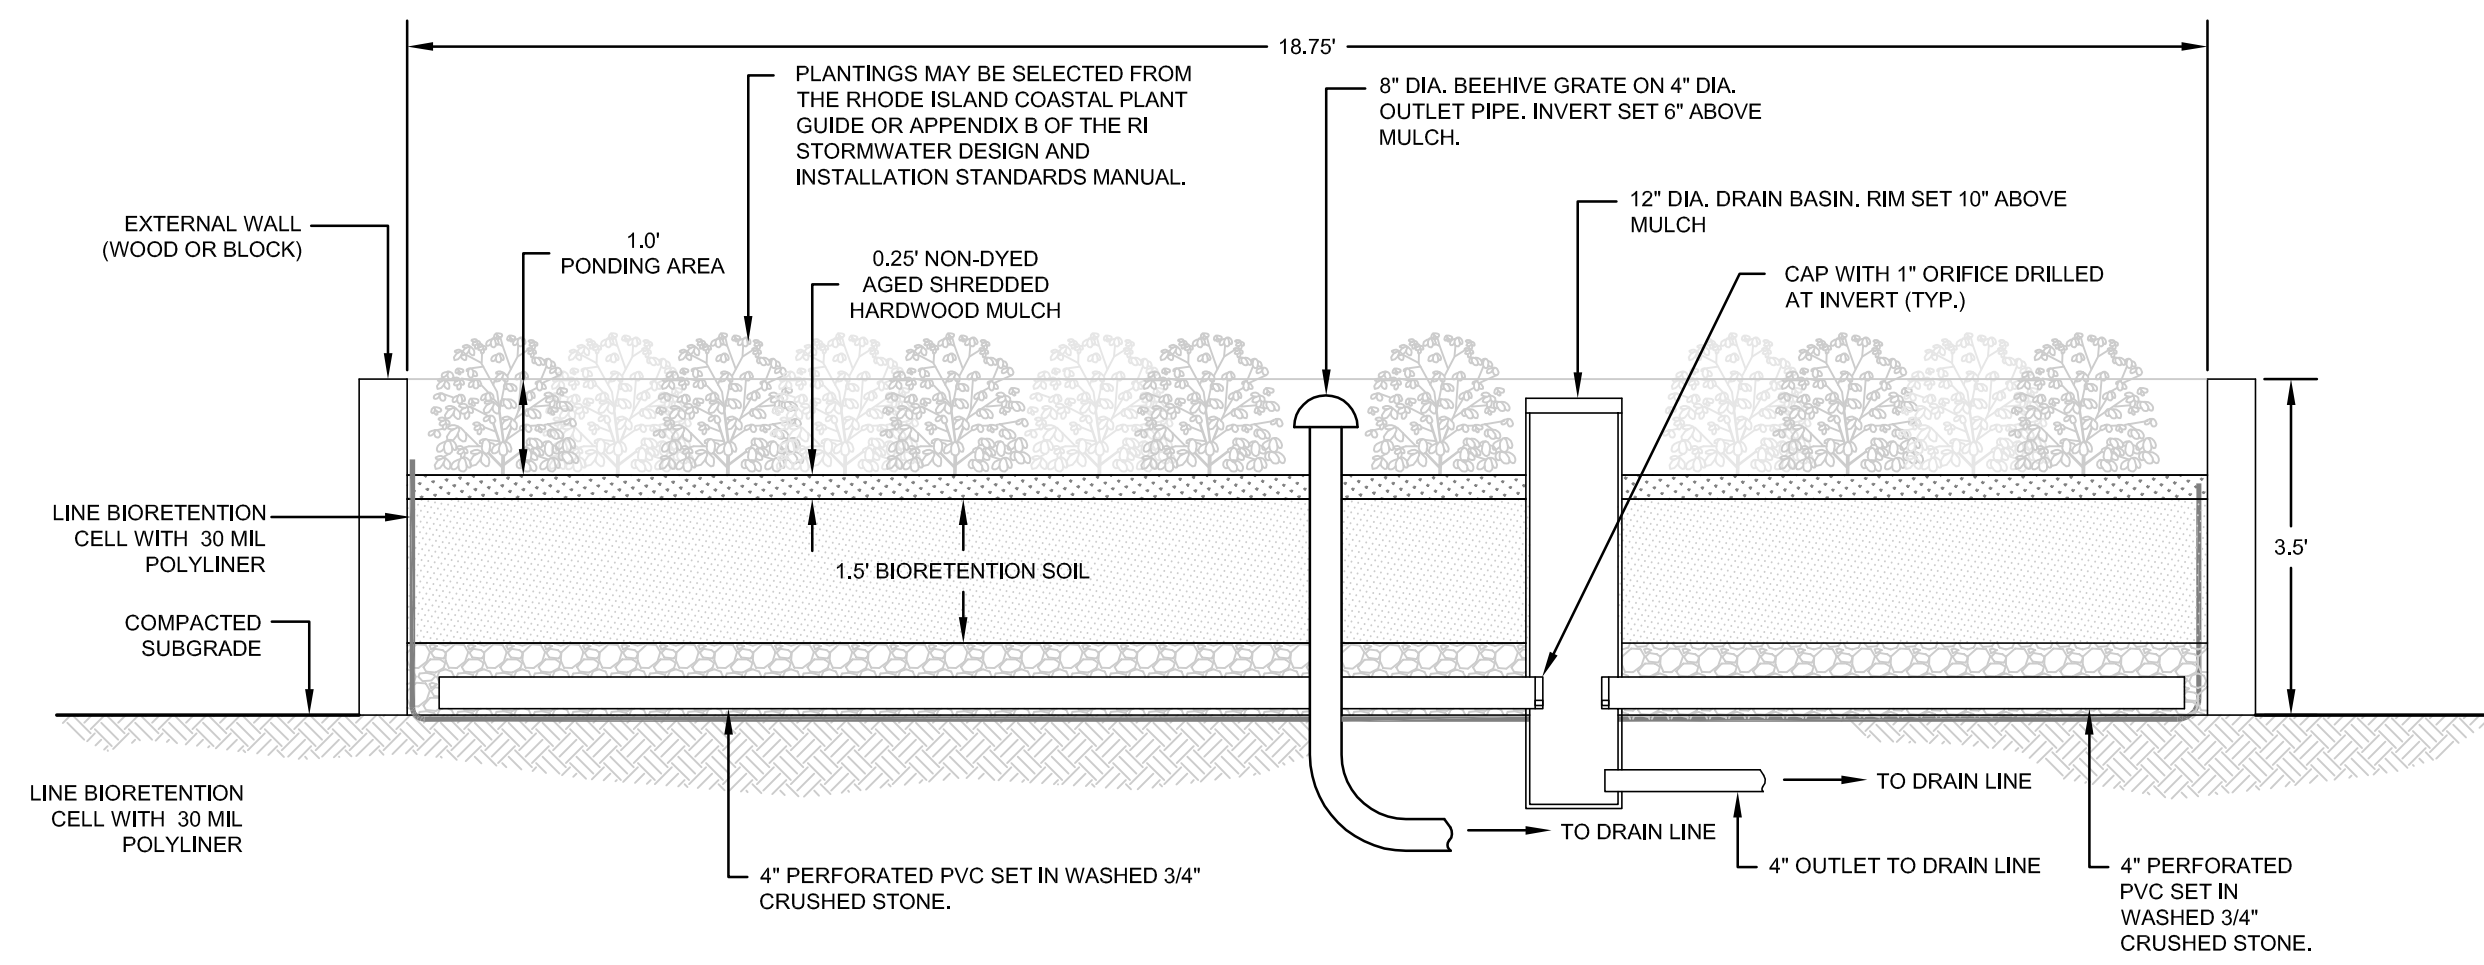 18.75'
PLANTINGS MAY BE SELECTED FROM
THE RHODE ISLAND COASTAL PLANT
GUIDE OR APPENDIX B OF THE RI
STORMWATER DESIGN AND
INSTALLATION STANDARDS MANUAL.
8" DIA. BEEHIVE GRATE ON 4" DIA.
OUTLET PIPE. INVERT SET 6" ABOVE
MULCH.
12" DIA. DRAIN BASIN. RIM SET 10" ABOVE
MULCH
EXTERNAL WALL
(WOOD OR BLOCK)
1.0'
PONDING AREA
0.25' NON-DYED
AGED SHREDDED
HARDWOOD MULCH
CAP WITH 1" ORIFICE DRILLED
AT INVERT (TYP.)
LINE BIORETENTION
CELL WITH 30 MIL
POLYLINER
1.5' BIORETENTION SOIL
3.5'
COMPACTED
SUBGRADE
LINE BIORETENTION
CELL WITH 30 MIL
POLYLINER
TO DRAIN LINE
TO DRAIN LINE
4" PERFORATED PVC SET IN WASHED 3/4"
CRUSHED STONE.
4" OUTLET TO DRAIN LINE
4" PERFORATED
PVC SET IN
WASHED 3/4"
CRUSHED STONE.